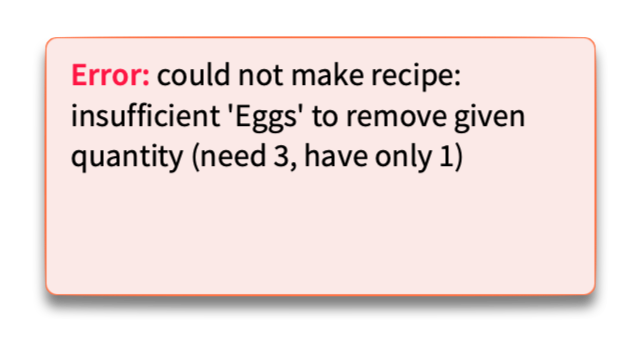 Error: could not make recipe:
insufficient 'Eggs' to remove given
quantity (need 3, have only 1)